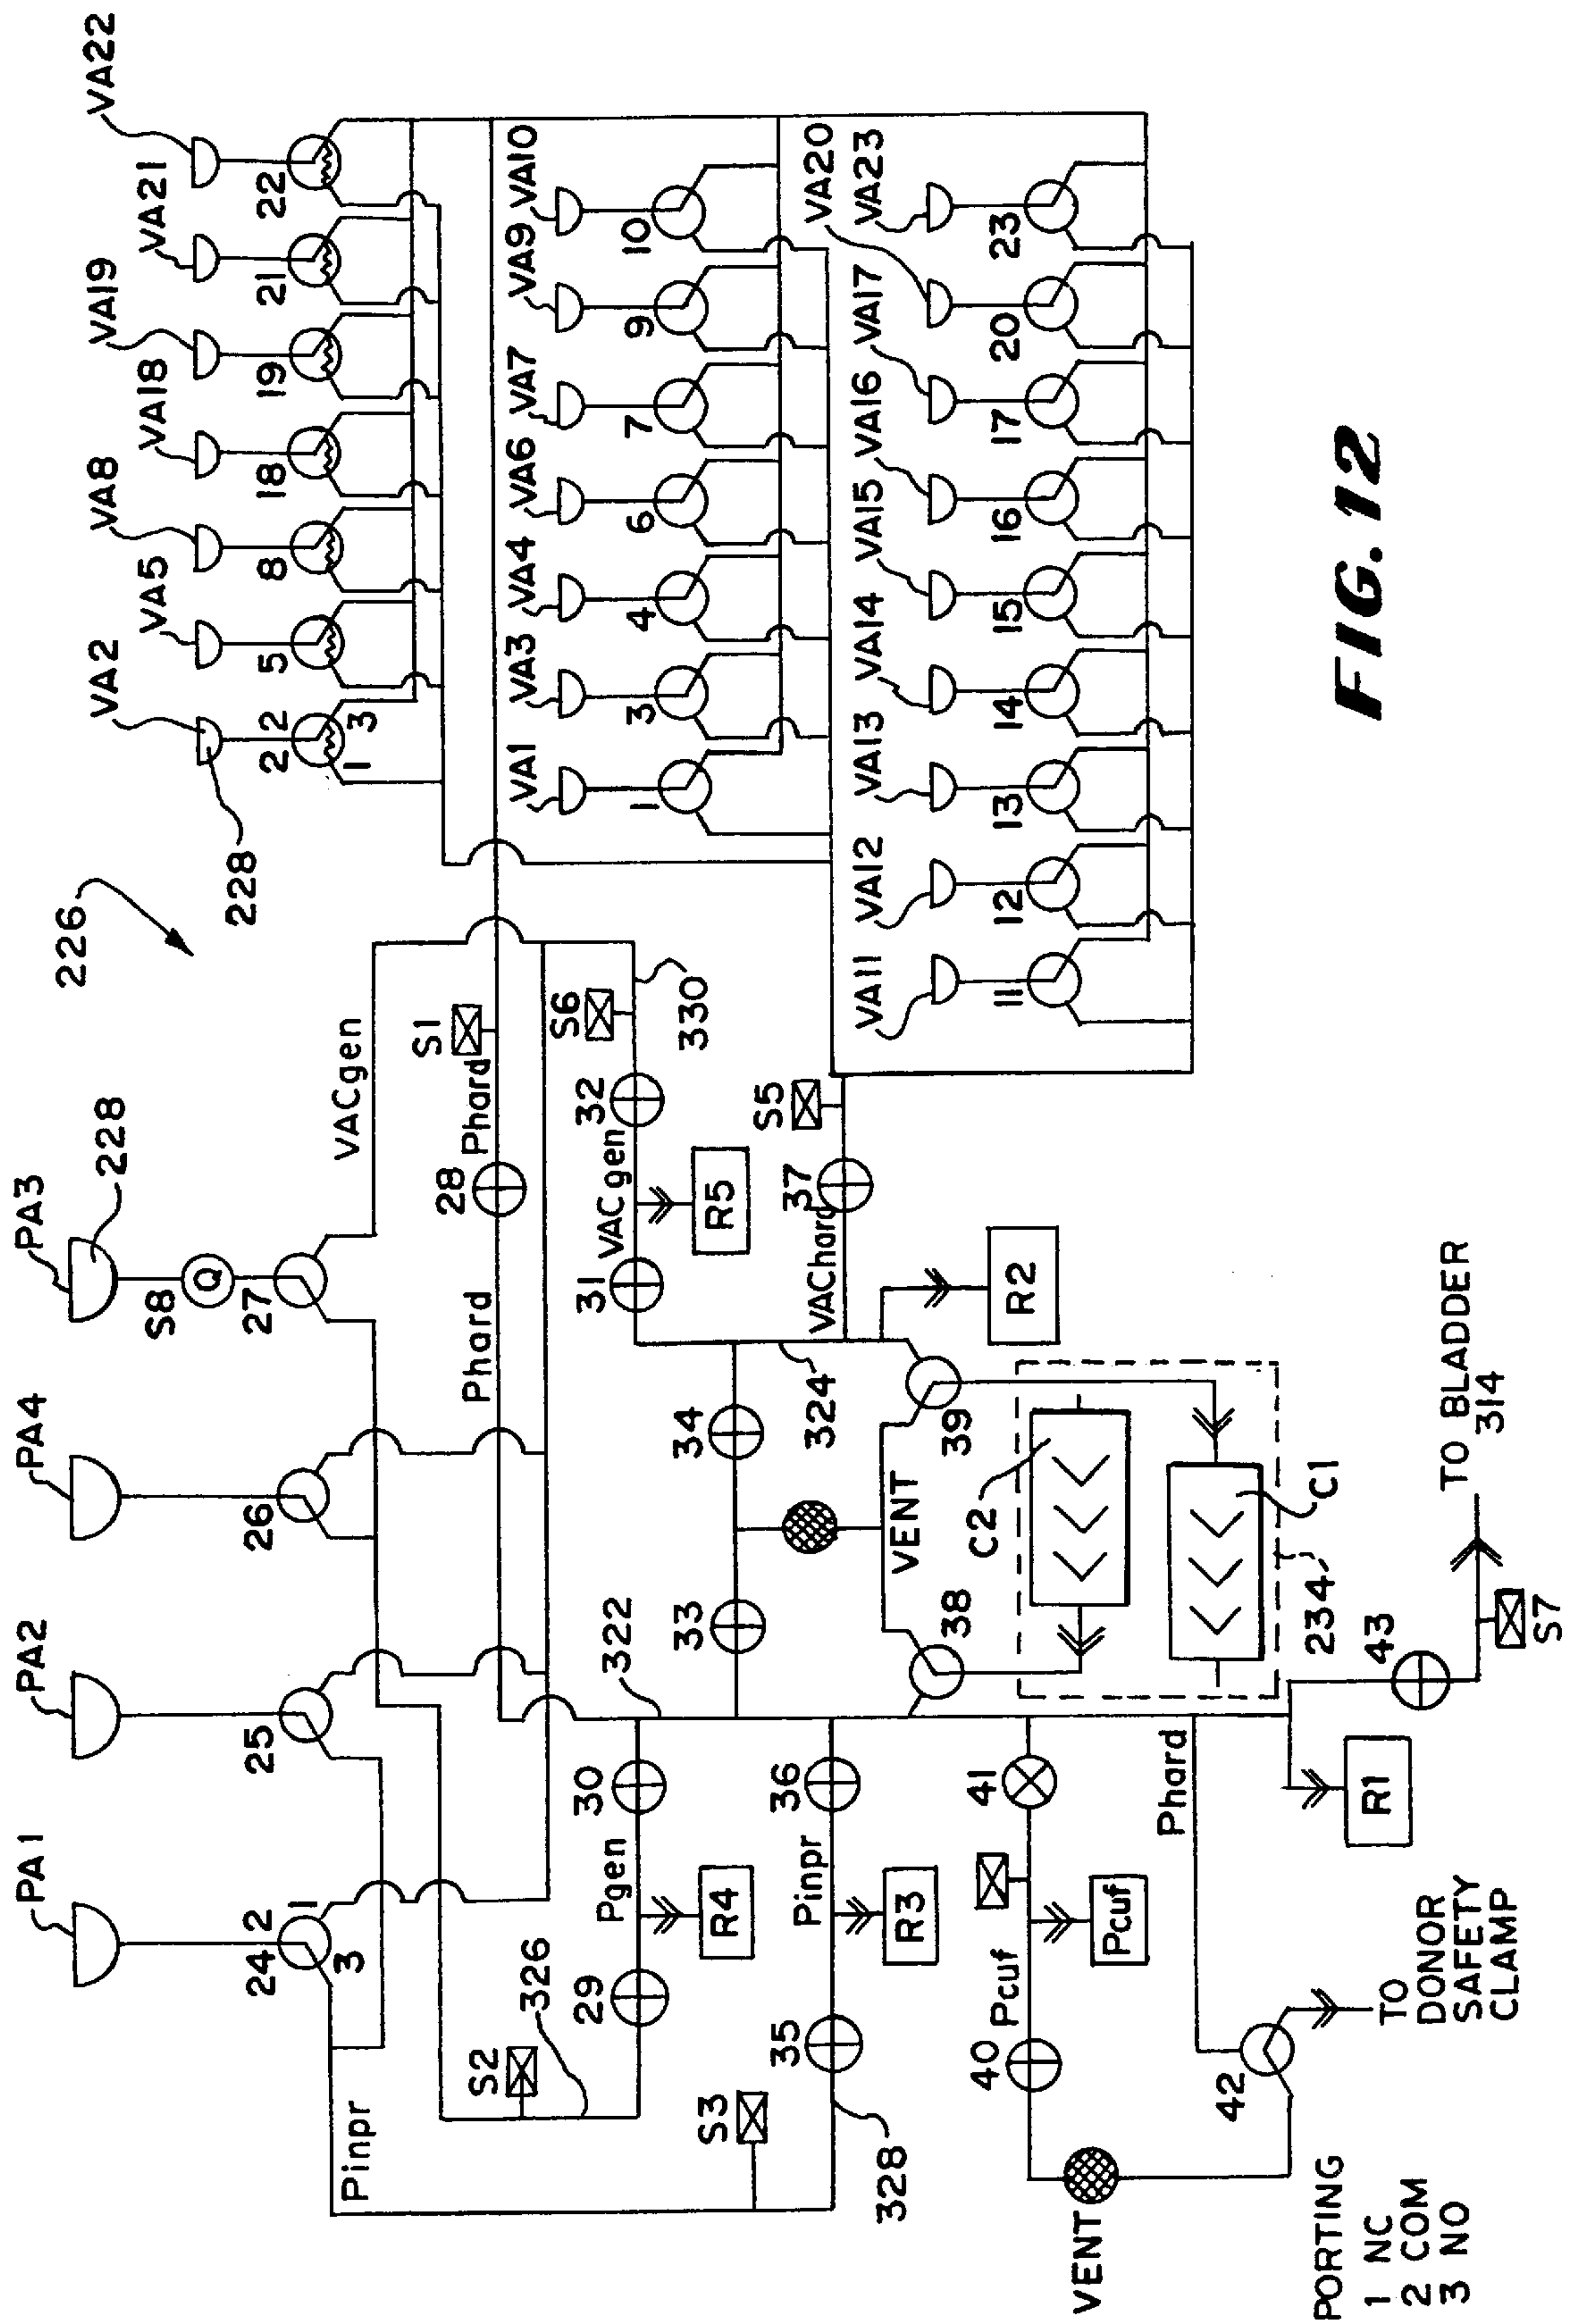 226
VA2
VA5
VA8
VA18
VA19
VA21
VA22
228
2 2
1
3
5
8
18
19
21
22
PA1
PA2
PA4
PA3
228
S8
Q
24 2
1
3
25
26
27
VACgen
Pinpr
Phard
28
Phard
S1
VA1
VA3
VA4
VA6
VA7
VA9
VA10
1
3
4
6
7
9
10
S2
326
29
Pgen
30
322
R4
31
VACgen
32
S6
330
R5
S3
328
35
Pinpr
36
R3
33
34
324
VENT
VAChard
37
S5
R2
VA11
VA12
VA13
VA14
VA15
VA16
VA17
VA20
VA23
11
12
13
14
15
16
17
20
23
38
39
C2
C1
234
VENT
40
Pcuf
41
Pcuf
Phard
42
TO
DONOR
SAFETY
CLAMP
R1
43
S7
TO BLADDER
314
PORTING
1 NC
2 COM
3 NO
FIG. 12